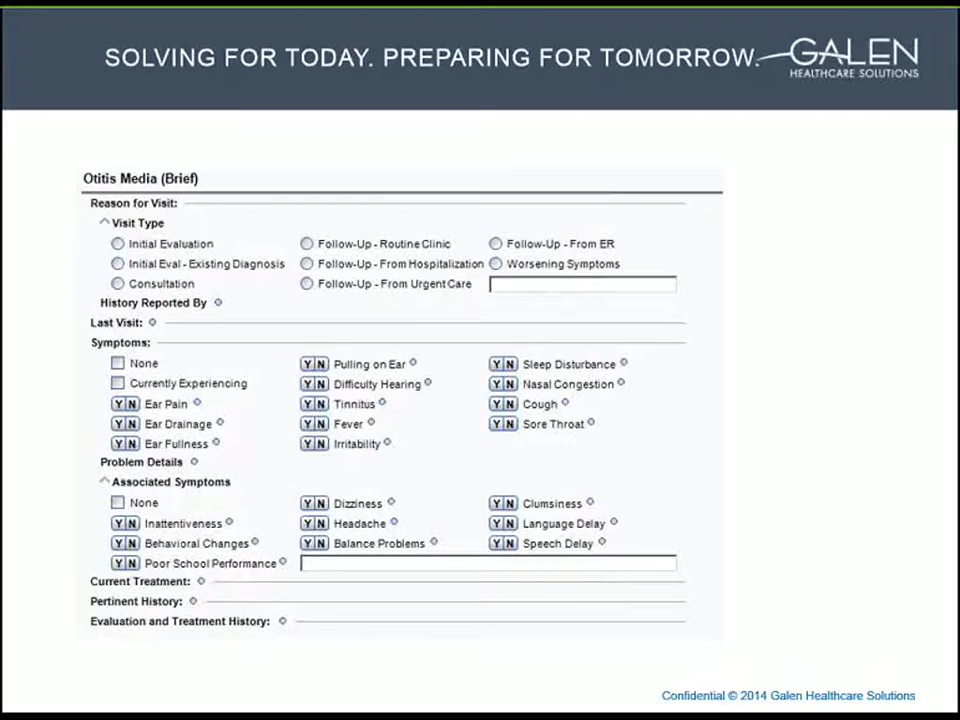 SOLVING FOR TODAY. PREPARING FOR TOMORROW.
GALEN
HEALTHCARE SOLUTIONS
Otitis Media (Brief)
Reason for Visit:
Visit Type
Initial Evaluation Follow-Up - Routine Clinic Follow-Up - From ER
Initial Eval - Existing Diagnosis Follow-Up - From Hospitalization Worsening Symptoms
Consultation Follow-Up - From Urgent Care
History Reported By
Last Visit:
Symptoms:
None Y N Pulling on Ear Y N Sleep Disturbance
Currently Experiencing Y N Difficulty Hearing Y N Nasal Congestion
Y N Ear Pain Y N Tinnitus Y N Cough
Y N Ear Drainage Y N Fever Y N Sore Throat
Y N Ear Fullness Y N Irritability
Problem Details
Associated Symptoms
None Y N Dizziness Y N Clumsiness
Y N Inattentiveness Y N Headache Y N Language Delay
Y N Behavioral Changes Y N Balance Problems Y N Speech Delay
Y N Poor School Performance
Current Treatment:
Pertinent History:
Evaluation and Treatment History:
Confidential © 2014 Galen Healthcare Solutions